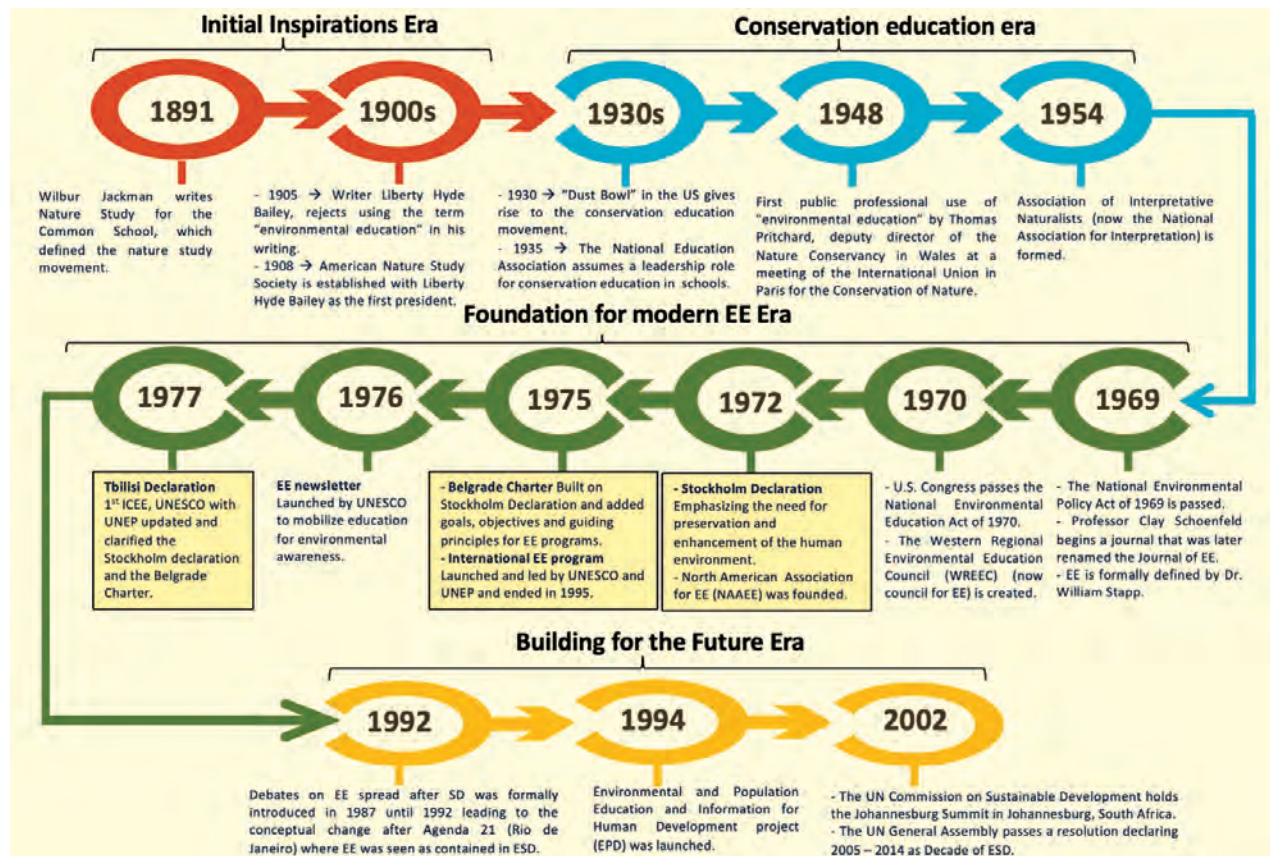 Initial Inspirations Era
Conservation education era
1891
1900s
1930s
1948
1954
Wilbur Jackman writes
Nature Study for the
Common School, which
defined the nature study
movement.
- 1905 → Writer Liberty Hyde
Bailey, rejects using the term
"environmental education" in his
writing.
- 1908 → American Nature Study
Society is established with Liberty
Hyde Bailey as the first president.
- 1930 → "Dust Bowl" in the US gives
rise to the conservation education
movement.
- 1935 → The National Education
Association assumes a leadership role
for conservation education in schools.
First public professional use of
"environmental education" by Thomas
Pritchard, deputy director of the
Nature Conservancy in Wales at a
meeting of the International Union in
Paris for the Conservation of Nature.
Association of Interpretative
Naturalists (now the National
Association for Interpretation) is
formed.
Foundation for modern EE Era
1977
1976
1975
1972
1970
1969
Tbilisi Declaration
1st ICEE, UNESCO with
UNEP updated and
clarified the
Stockholm declaration
and the Belgrade
Charter.
EE newsletter
Launched by UNESCO
to mobilize education
for environmental
awareness.
- Belgrade Charter Built on
Stockholm Declaration and added
goals, objectives and guiding
principles for EE programs.
- International EE program
Launched and led by UNESCO and
UNEP and ended in 1995.
- Stockholm Declaration
Emphasizing the need for
preservation and
enhancement of the human
environment.
- North American Association
for EE (NAAEE) was founded.
- U.S. Congress passes the
National Environmental
Education Act of 1970.
- The Western Regional
Environmental Education
Council (WREEC) (now
council for EE) is created.
- The National Environmental
Policy Act of 1969 is passed.
- Professor Clay Schoenfeld
begins a journal that was later
renamed the Journal of EE.
- EE is formally defined by Dr.
William Stapp.
Building for the Future Era
1992
1994
2002
Debates on EE spread after SD was formally
introduced in 1987 until 1992 leading to the
conceptual change after Agenda 21 (Rio de
Janeiro) where EE was seen as contained in ESD.
Environmental and Population
Education and Information for
Human Development project
(EPD) was launched.
- The UN Commission on Sustainable Development holds
the Johannesburg Summit in Johannesburg, South Africa.
- The UN General Assembly passes a resolution declaring
2005 – 2014 as Decade of ESD.